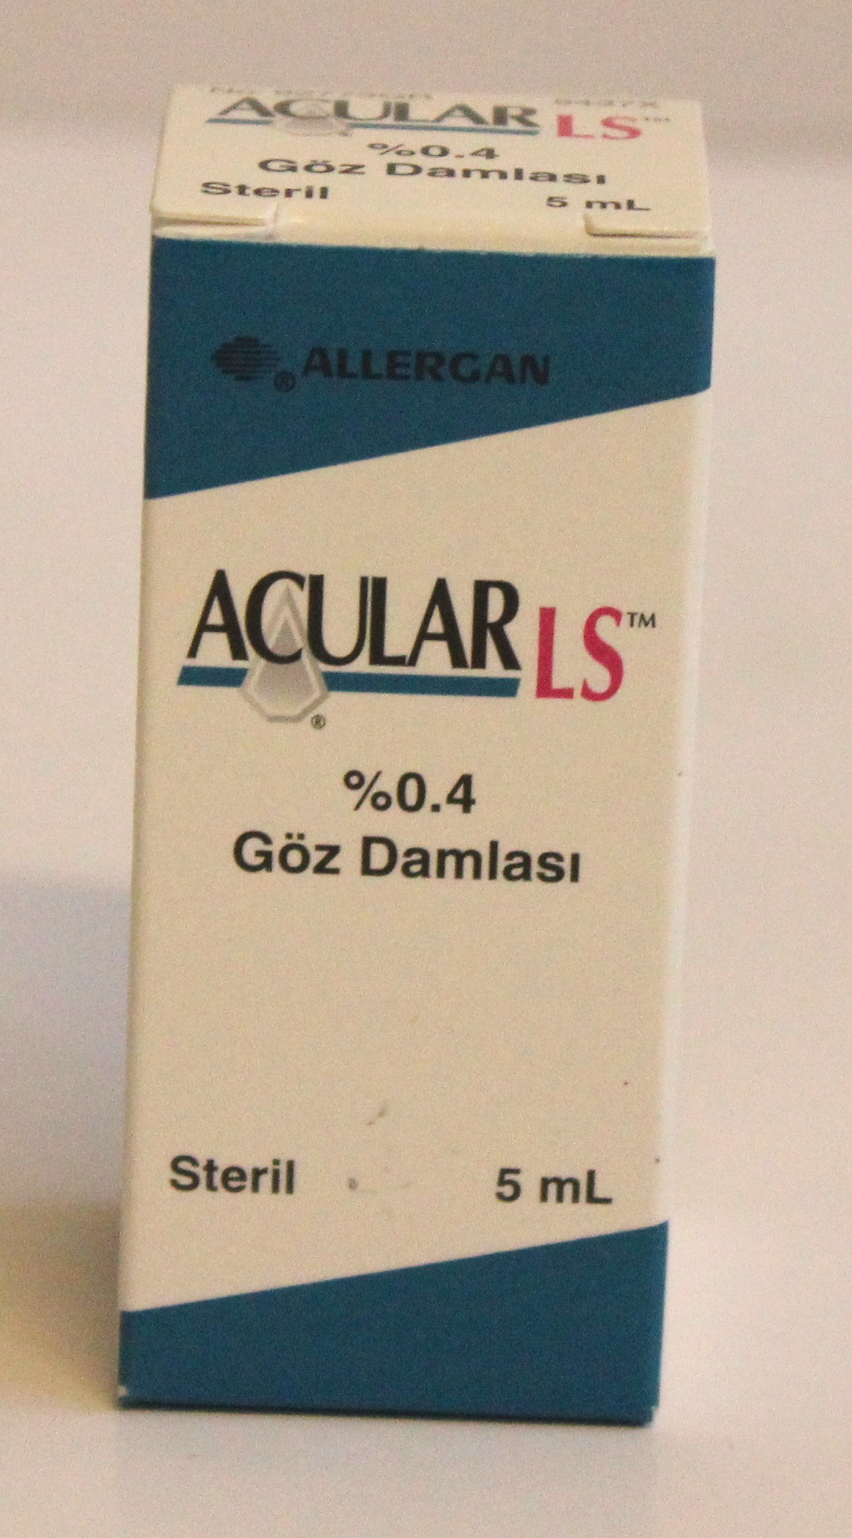 ACULAR LS™
%0.4
Göz Damlası
Steril 5 mL
® ALLERGAN
ACULAR LS™
®
%0.4
Göz Damlası
Steril 5 mL